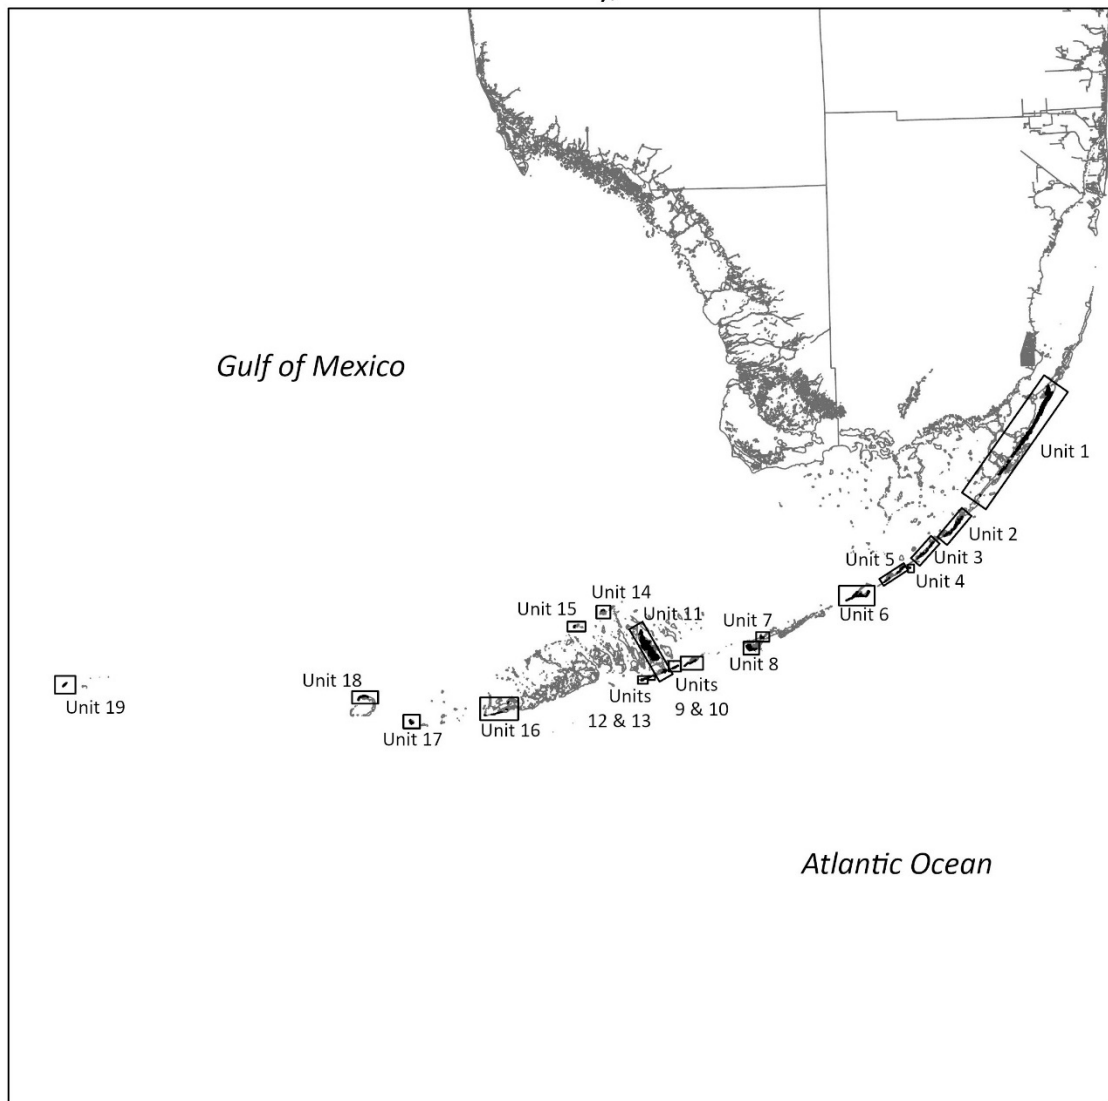 Gulf of Mexico
Unit 1
Unit 2
Unit 3
Unit 5
Unit 4
Unit 6
Unit 14
Unit 15
Unit 11
Unit 7
Unit 8
Unit 18
Unit 19
Units
12 & 13
Units
9 & 10
Unit 16
Unit 17
Atlantic Ocean